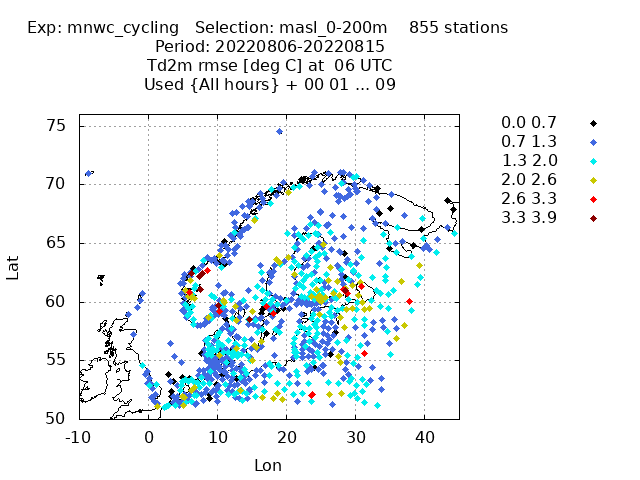 Exp: mnwc_cycling Selection: masl_0-200m 855 stations
Period: 20220806-20220815
Td2m rmse [deg C] at 06 UTC
Used {All hours} + 00 01 ... 09
0.0 0.7
0.7 1.3
1.3 2.0
2.0 2.6
2.6 3.3
3.3 3.9
75
70
65
60
55
50
Lat
-10 0 10 20 30 40
Lon